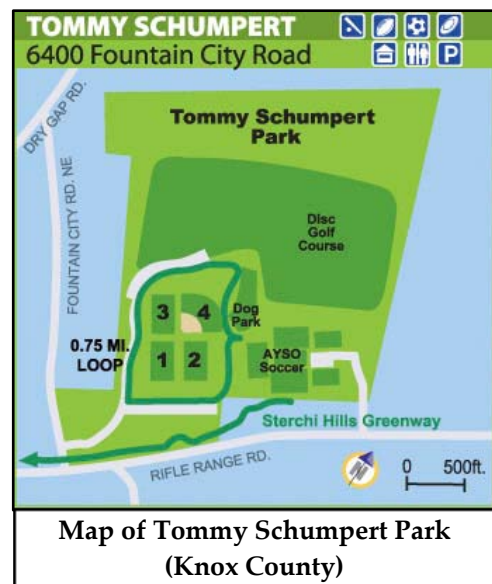 TOMMY SCHUMPERT
6400 Fountain City Road
P
DRY GAP RD.
FOUNTAIN CITY RD. NE
Tommy Schumpert
Park
Disc
Golf
Course
3
4
Dog
Park
0.75 MI.
LOOP
1
2
AYSO
Soccer
Sterchi Hills Greenway
RIFLE RANGE RD.
N
0 500ft.
Map of Tommy Schumpert Park
(Knox County)